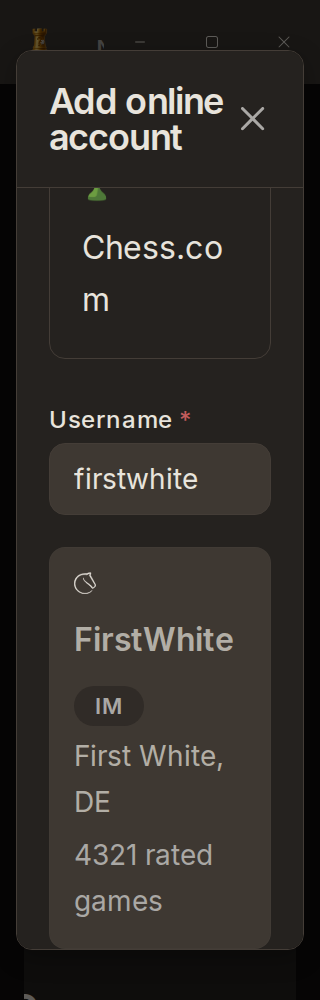 Add online
account
Chess.co
m
Username *
firstwhite
FirstWhite
IM
First White,
DE
4321 rated
games